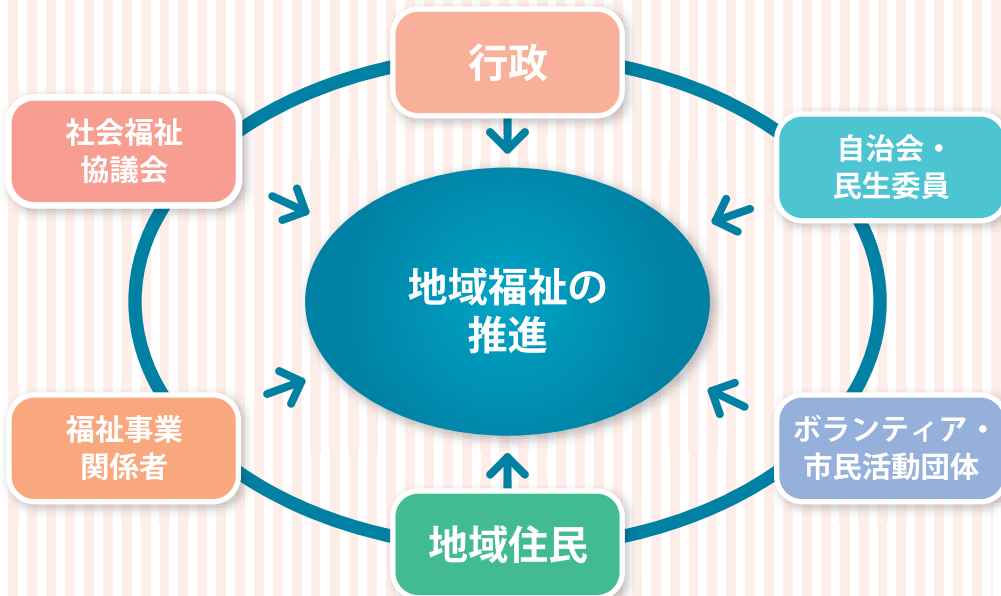 行政
社会福祉
協議会
自治会・
民生委員
地域福祉の
推進
福祉事業
関係者
ボランティア・
市民活動団体
地域住民